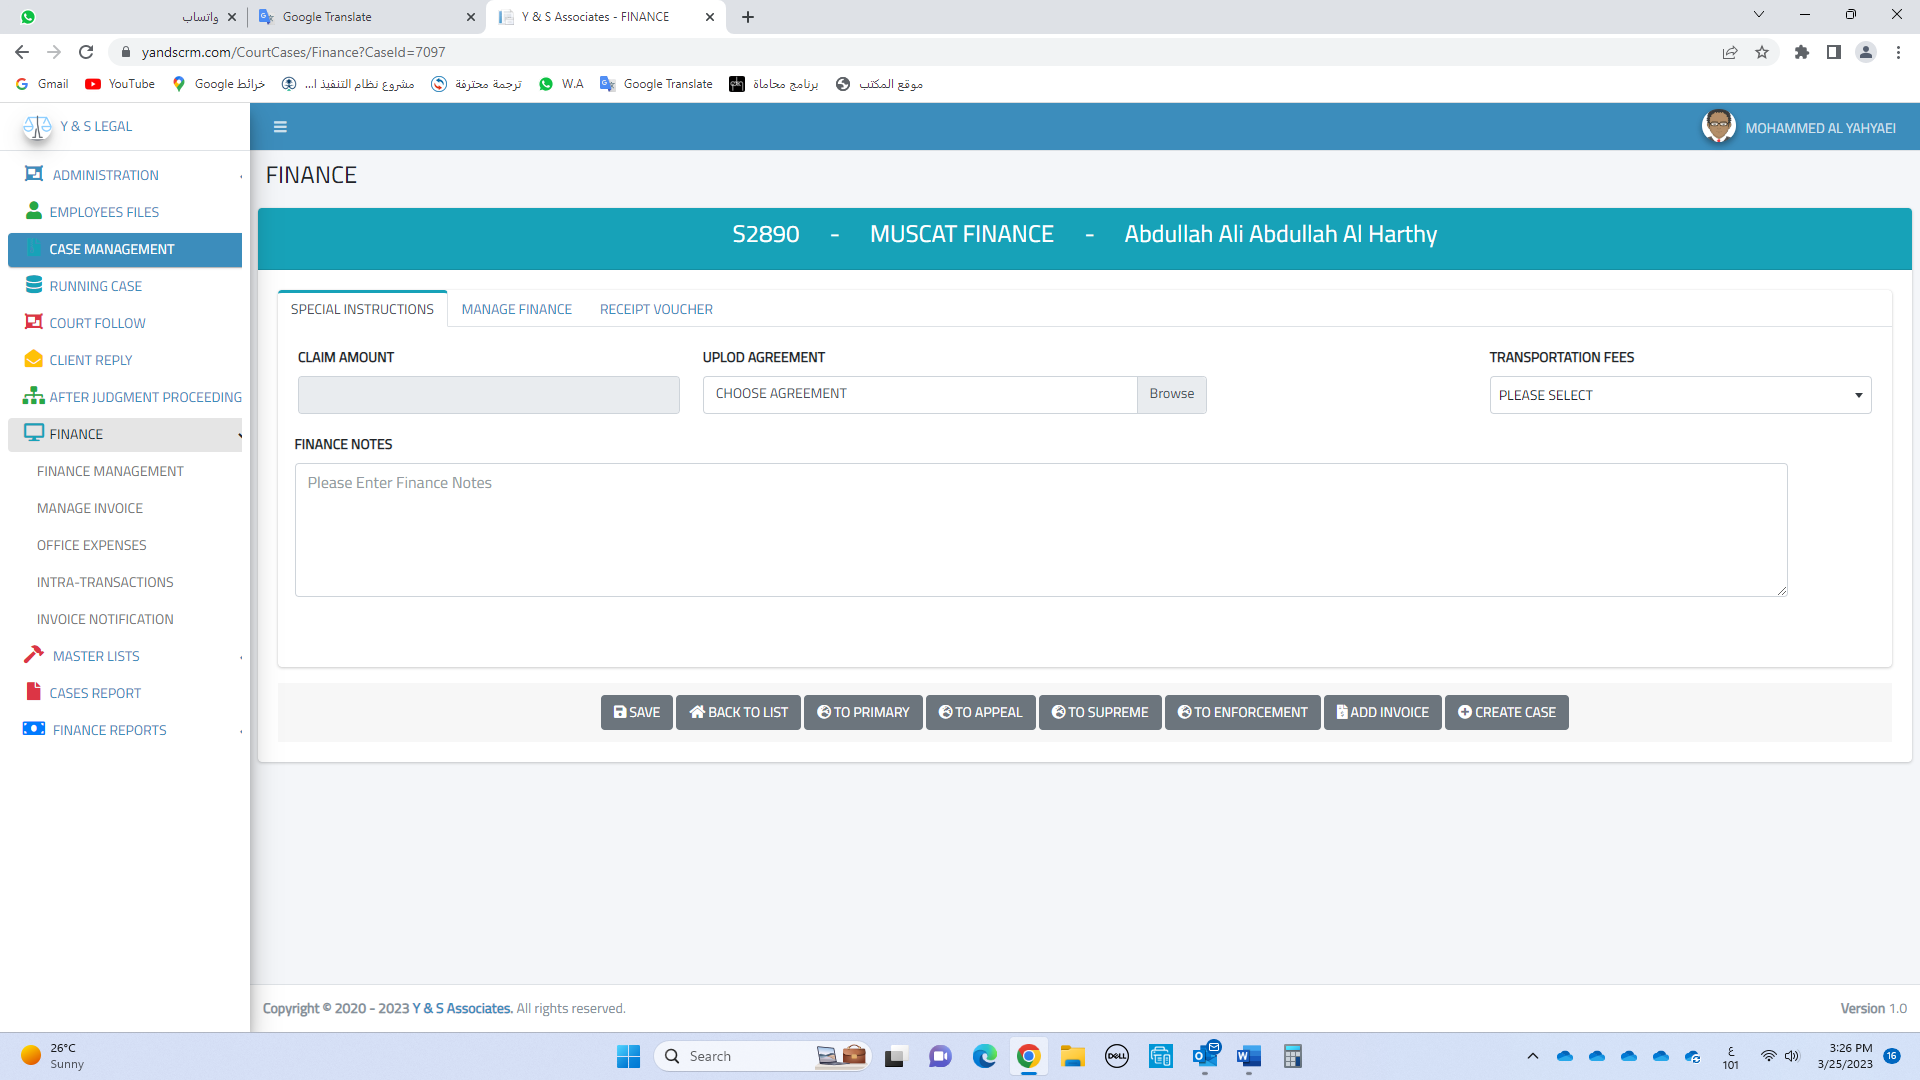 واتساب
Google Translate
Y & S Associates - FINANCE
yandscrm.com/CourtCases/Finance?CaseId=7097
Gmail
YouTube
خرائط Google
مشروع نظام التنفيذ ا...
ترجمة محترفة
W.A
Google Translate
برنامج محاماة
موقع المكتب
Y & S LEGAL
MOHAMMED AL YAHYAEI
ADMINISTRATION
EMPLOYEES FILES
CASE MANAGEMENT
RUNNING CASE
COURT FOLLOW
CLIENT REPLY
AFTER JUDGMENT PROCEEDING
FINANCE
FINANCE MANAGEMENT
MANAGE INVOICE
OFFICE EXPENSES
INTRA-TRANSACTIONS
INVOICE NOTIFICATION
MASTER LISTS
CASES REPORT
FINANCE REPORTS
FINANCE
S2890 - MUSCAT FINANCE - Abdullah Ali Abdullah Al Harthy
SPECIAL INSTRUCTIONS
MANAGE FINANCE
RECEIPT VOUCHER
CLAIM AMOUNT
UPLOD AGREEMENT
TRANSPORTATION FEES
CHOOSE AGREEMENT
Browse
PLEASE SELECT
FINANCE NOTES
Please Enter Finance Notes
SAVE
BACK TO LIST
TO PRIMARY
TO APPEAL
TO SUPREME
TO ENFORCEMENT
ADD INVOICE
CREATE CASE
Copyright © 2020 - 2023 Y & S Associates. All rights reserved.
Version 1.0
26°C
Sunny
Search
DELL
ع
101
3:26 PM
3/25/2023
16